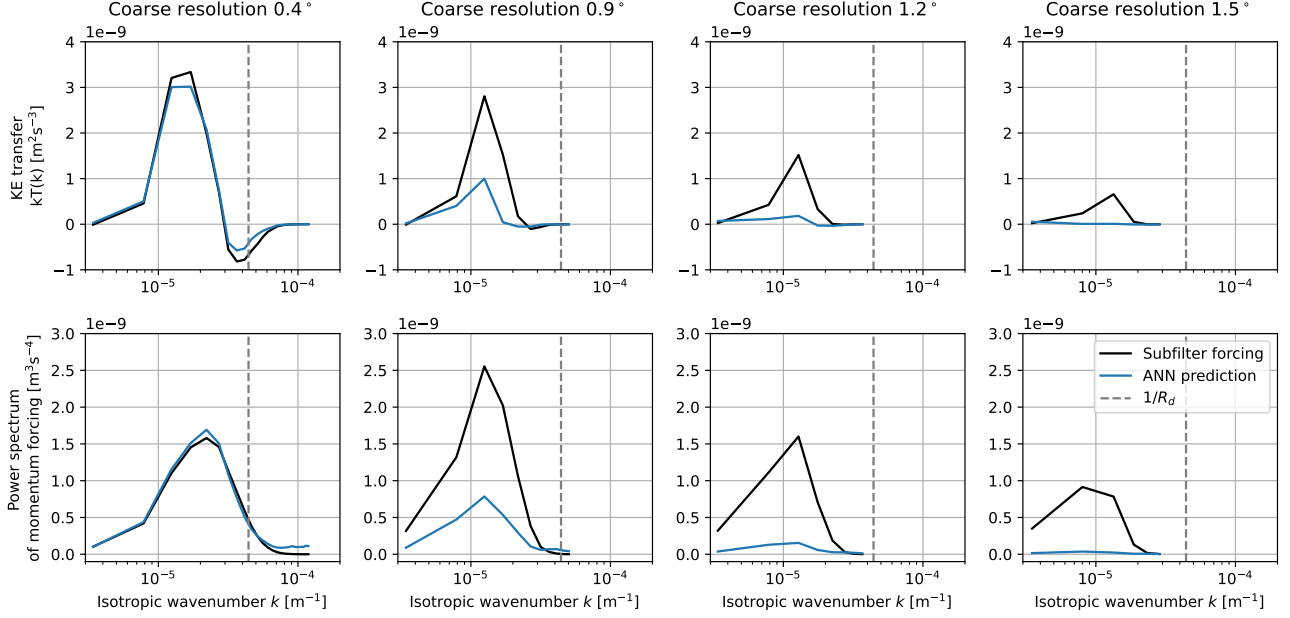 Coarse resolution 0.4°
Coarse resolution 0.9°
Coarse resolution 1.2°
Coarse resolution 1.5°
KE transfer
kT(k) [m²s⁻³]
1e−9
4
3
2
1
0
−1
10⁻⁵
10⁻⁴
1e−9
4
3
2
1
0
−1
10⁻⁵
10⁻⁴
1e−9
4
3
2
1
0
−1
10⁻⁵
10⁻⁴
1e−9
4
3
2
1
0
−1
10⁻⁵
10⁻⁴
Power spectrum
of momentum forcing [m³s⁻⁴]
1e−9
3.0
2.5
2.0
1.5
1.0
0.5
0.0
10⁻⁵
10⁻⁴
Isotropic wavenumber k [m⁻¹]
1e−9
3.0
2.5
2.0
1.5
1.0
0.5
0.0
10⁻⁵
10⁻⁴
Isotropic wavenumber k [m⁻¹]
1e−9
3.0
2.5
2.0
1.5
1.0
0.5
0.0
10⁻⁵
10⁻⁴
Isotropic wavenumber k [m⁻¹]
1e−9
3.0
2.5
2.0
1.5
1.0
0.5
0.0
10⁻⁵
10⁻⁴
Isotropic wavenumber k [m⁻¹]
Subfilter forcing
ANN prediction
1/R_d